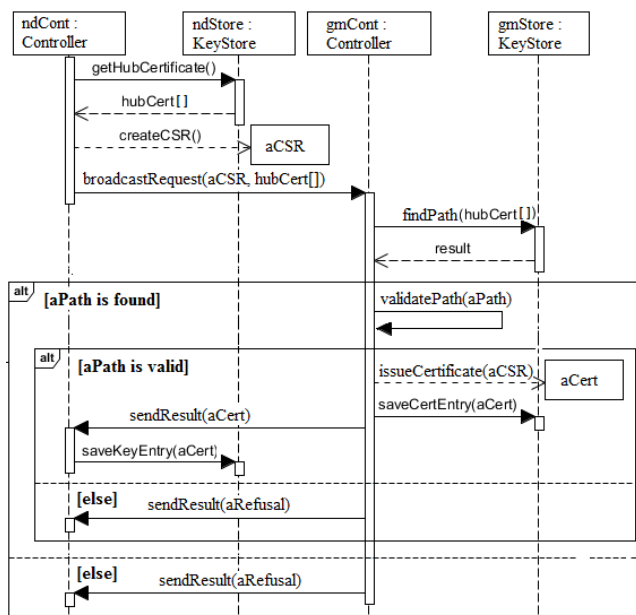 ndCont :
Controller
ndStore :
KeyStore
gmCont :
Controller
gmStore :
KeyStore
getHubCertificate()
hubCert[]
createCSR()
aCSR
broadcastRequest(aCSR, hubCert[])
findPath(hubCert[])
result
alt
[aPath is found]
validatePath(aPath)
alt
[aPath is valid]
issueCertificate(aCSR)
aCert
sendResult(aCert)
saveCertEntry(aCert)
saveKeyEntry(aCert)
[else]
sendResult(aRefusal)
[else]
sendResult(aRefusal)